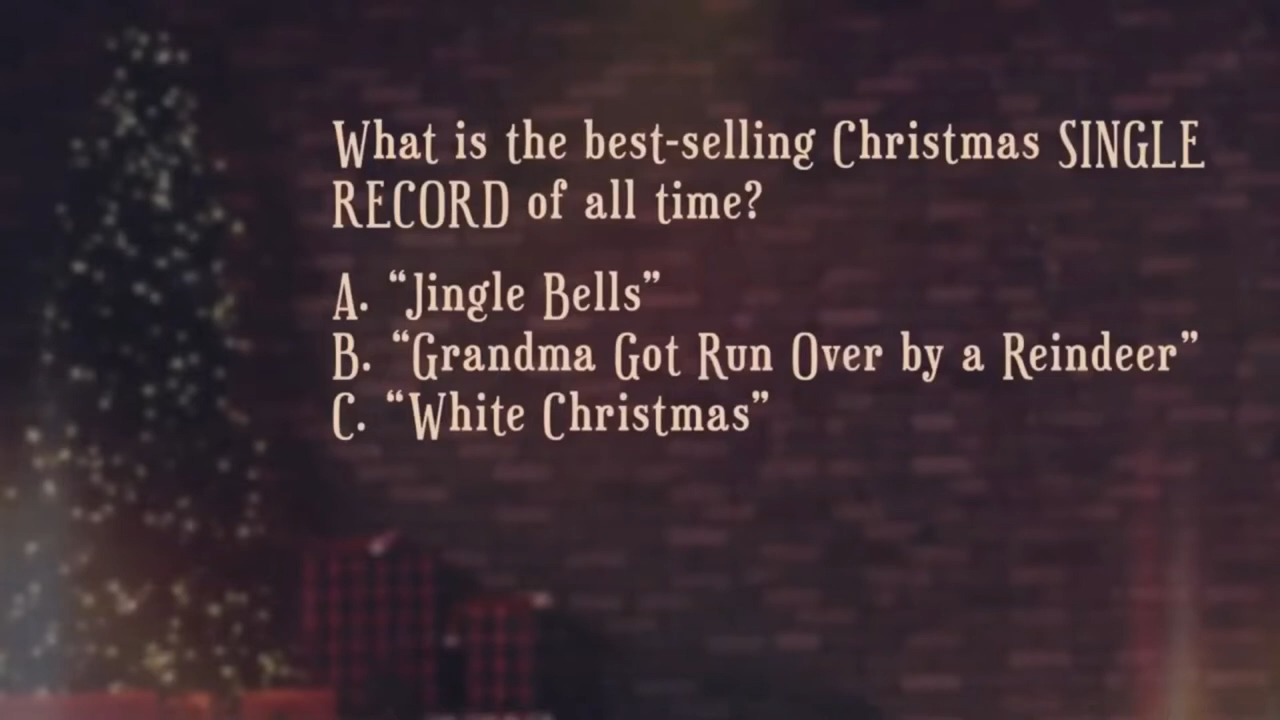 What is the best-selling Christmas SINGLE
RECORD of all time?
A. “Jingle Bells”
B. “Grandma Got Run Over by a Reindeer”
C. “White Christmas”